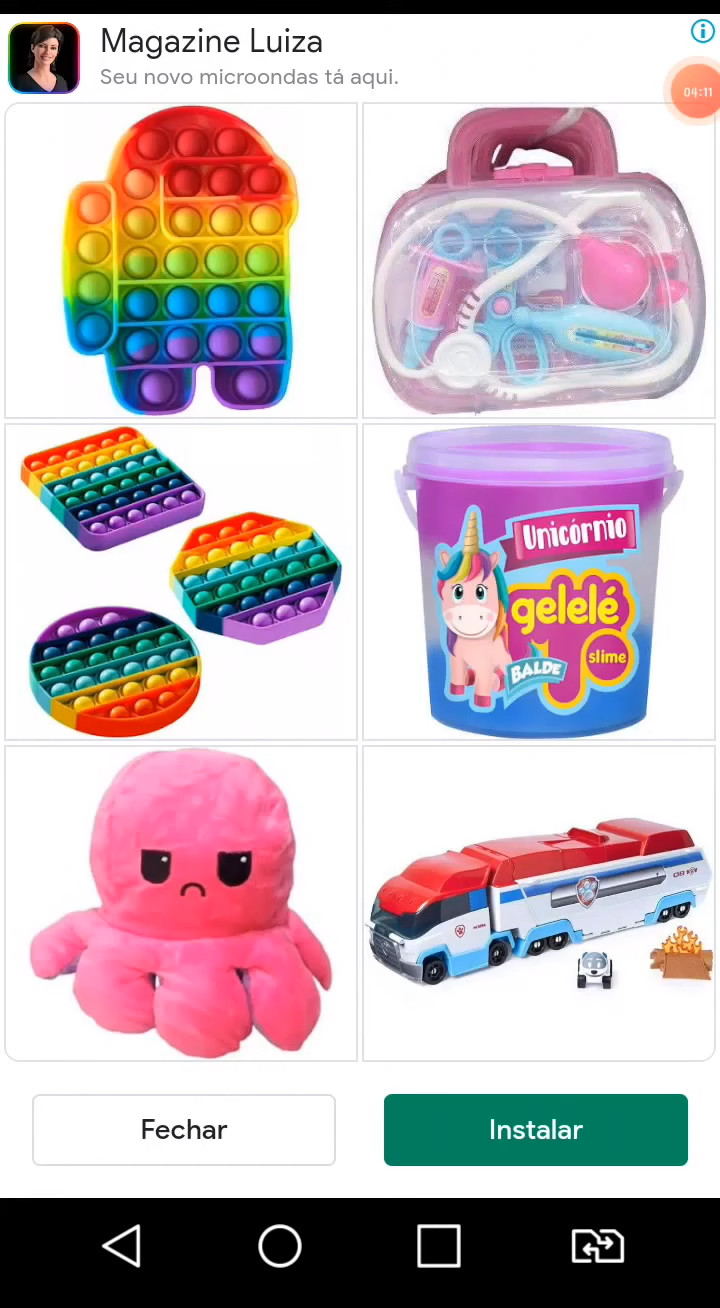 Magazine Luiza
Seu novo microondas tá aqui.
04:11
Unicórnio
gelelé
slime
BALDE
Fechar
Instalar